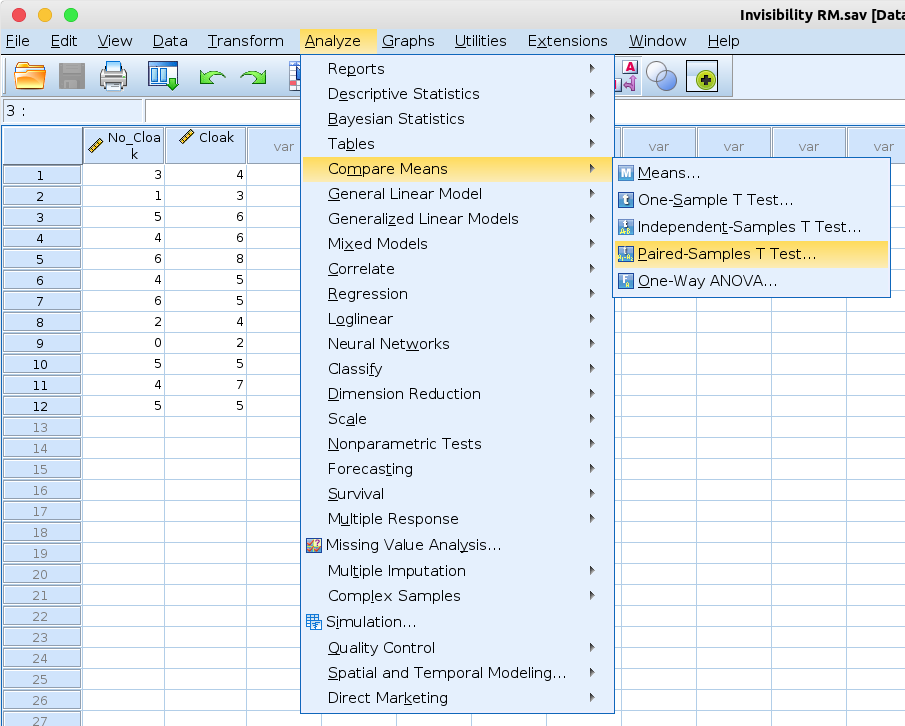 Invisibility RM.sav [Data
File Edit View Data Transform Analyze Graphs Utilities Extensions Window Help
A
3 :
No_Cloa
k
Cloak
var
var
var
var
var
1 3 4
2 1 3
3 5 6
4 4 6
5 6 8
6 4 5
7 6 5
8 2 4
9 0 2
10 5 5
11 4 7
12 5 5
13
14
15
16
17
18
19
20
21
22
23
24
25
26
27
Reports
Descriptive Statistics
Bayesian Statistics
Tables
Compare Means
General Linear Model
Generalized Linear Models
Mixed Models
Correlate
Regression
Loglinear
Neural Networks
Classify
Dimension Reduction
Scale
Nonparametric Tests
Forecasting
Survival
Multiple Response
Missing Value Analysis...
Multiple Imputation
Complex Samples
Simulation...
Quality Control
Spatial and Temporal Modeling...
Direct Marketing
M Means...
t One-Sample T Test...
Independent-Samples T Test...
Paired-Samples T Test...
One-Way ANOVA...